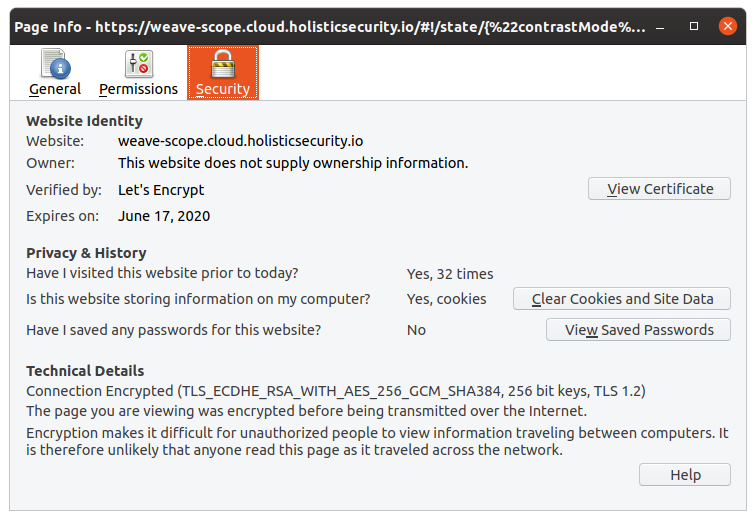 Page Info - https://weave-scope.cloud.holisticsecurity.io/#!/state/{%22contrastMode%...
General Permissions Security
Website Identity
Website: weave-scope.cloud.holisticsecurity.io
Owner: This website does not supply ownership information.
Verified by: Let's Encrypt View Certificate
Expires on: June 17, 2020
Privacy & History
Have I visited this website prior to today? Yes, 32 times
Is this website storing information on my computer? Yes, cookies Clear Cookies and Site Data
Have I saved any passwords for this website? No View Saved Passwords
Technical Details
Connection Encrypted (TLS_ECDHE_RSA_WITH_AES_256_GCM_SHA384, 256 bit keys, TLS 1.2)
The page you are viewing was encrypted before being transmitted over the Internet.
Encryption makes it difficult for unauthorized people to view information traveling between computers. It
is therefore unlikely that anyone read this page as it traveled across the network.
Help